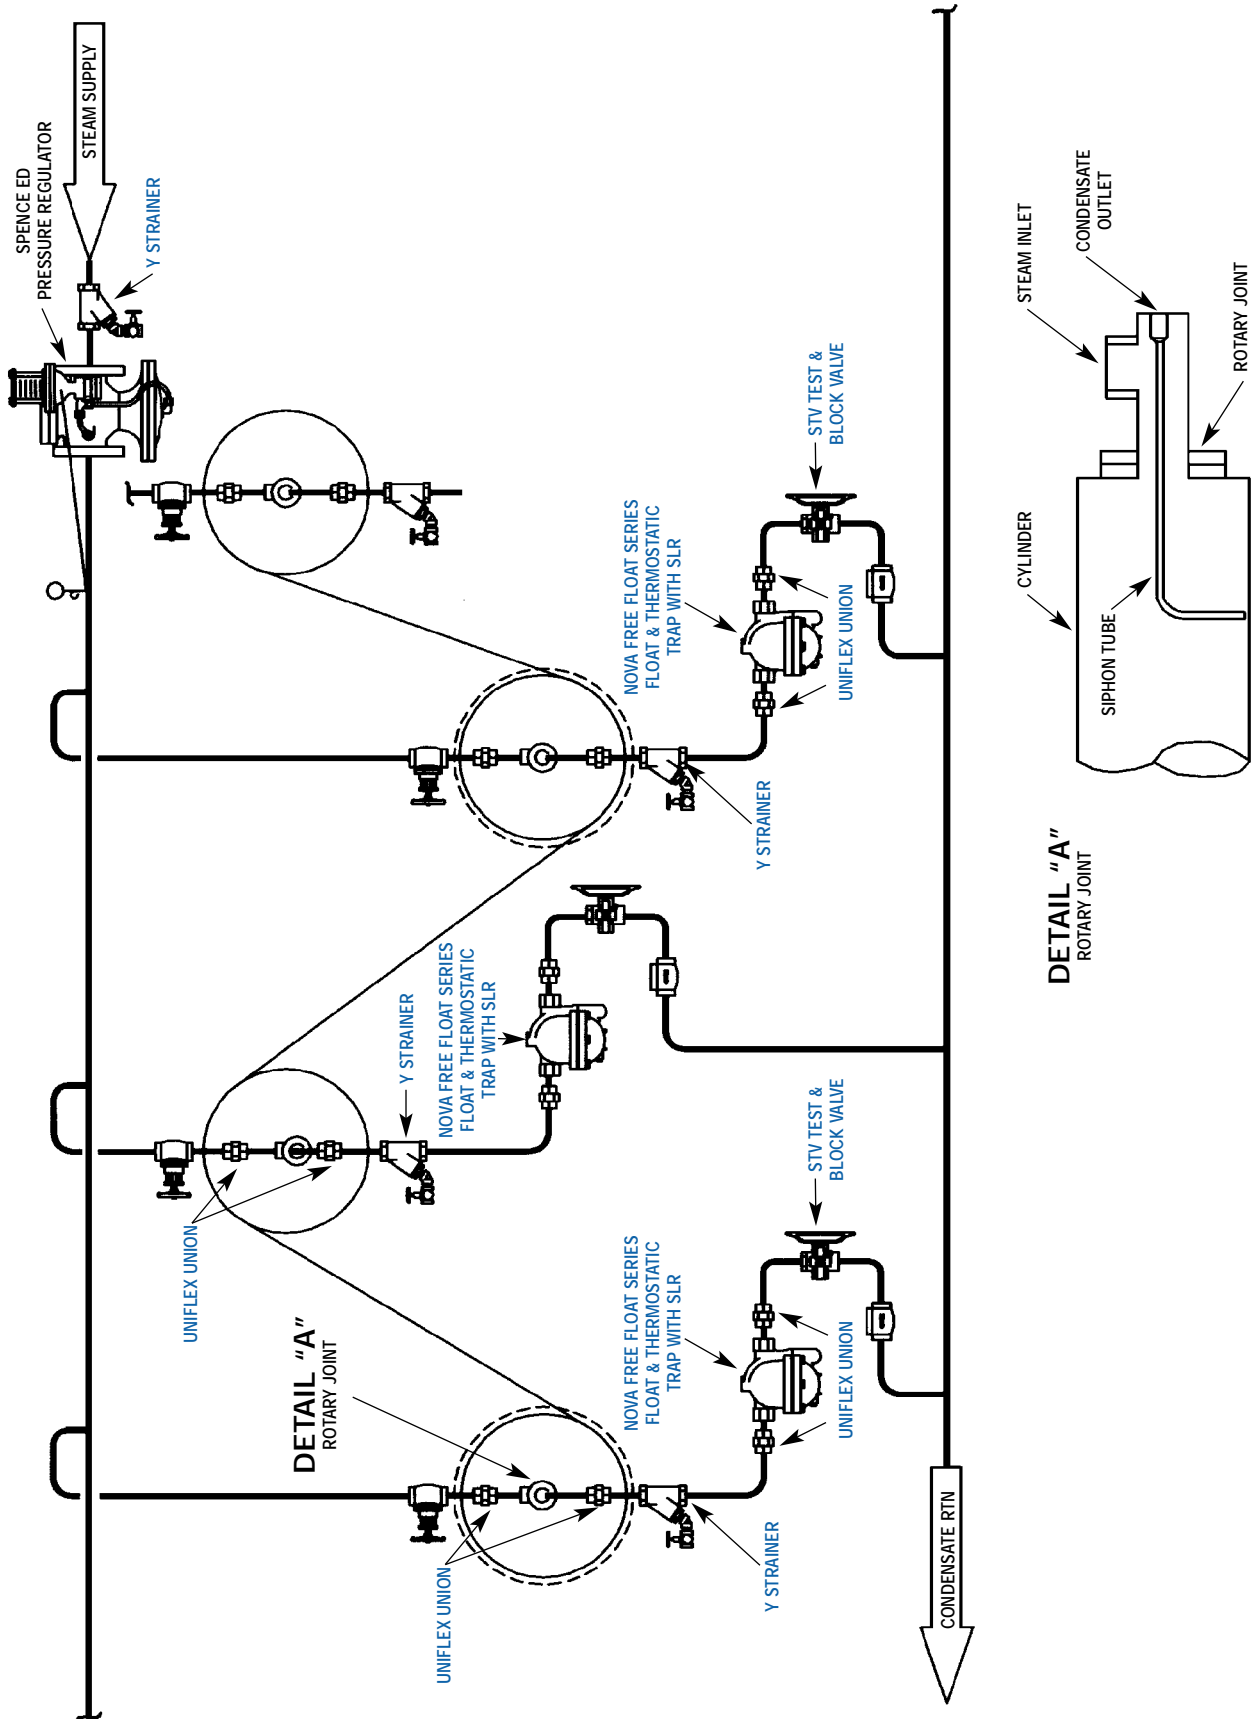 STEAM SUPPLY
SPENCE ED
PRESSURE REGULATOR
Y STRAINER
STV TEST &
BLOCK VALVE
NOVA FREE FLOAT SERIES
FLOAT & THERMOSTATIC
TRAP WITH SLR
UNIFLEX UNION
Y STRAINER
NOVA FREE FLOAT SERIES
FLOAT & THERMOSTATIC
TRAP WITH SLR
Y STRAINER
UNIFLEX UNION
STV TEST &
BLOCK VALVE
NOVA FREE FLOAT SERIES
FLOAT & THERMOSTATIC
TRAP WITH SLR
UNIFLEX UNION
DETAIL "A"
ROTARY JOINT
UNIFLEX UNION
Y STRAINER
CONDENSATE RTN
STEAM INLET
CONDENSATE
OUTLET
ROTARY JOINT
CYLINDER
SIPHON TUBE
DETAIL "A"
ROTARY JOINT